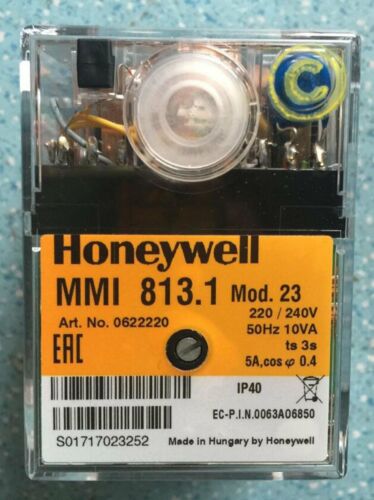 C
Honeywell
MMI 813.1 Mod. 23
Art. No. 0622220
220 / 240V
50Hz 10VA
ts 3s
5A,cos φ 0.4
EAC
IP40
EC-P.I.N.0063AO6850
S01717023252
Made in Hungary by Honeywell